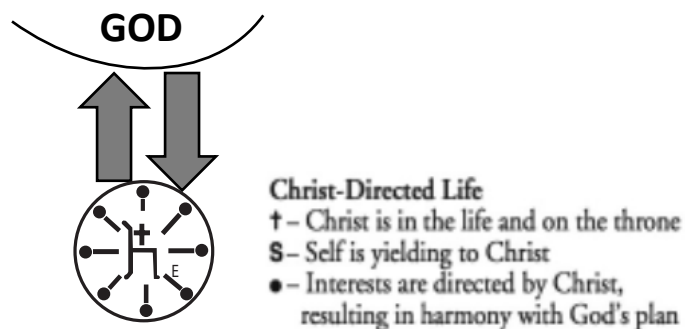 GOD
E
Christ-Directed Life
† – Christ is in the life and on the throne
S – Self is yielding to Christ
● – Interests are directed by Christ,
resulting in harmony with God's plan